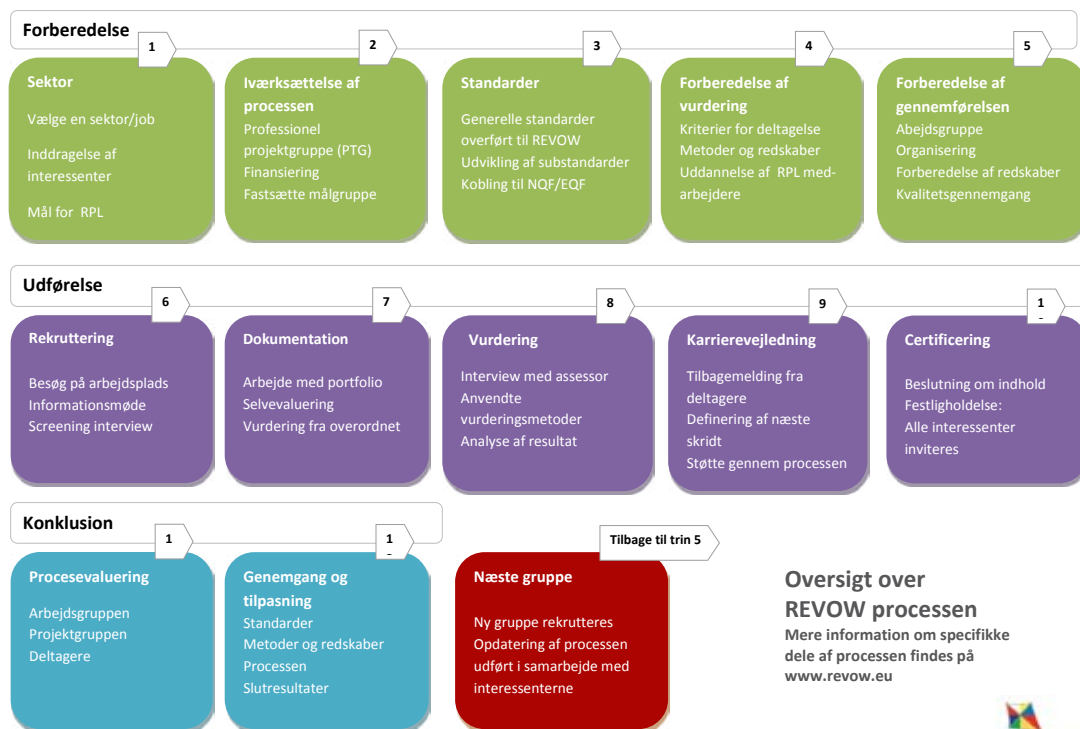 Forberedelse
1
2
3
4
5
Sektor
Vælge en sektor/job
Inddragelse af
interessenter
Mål for RPL
Iværksættelse af
processen
Professionel
projektgruppe (PTG)
Finansiering
Fastsætte målgruppe
Standarder
Generelle standarder
overført til REVOW
Udvikling af substandarder
Kobling til NQF/EQF
Forberedelse af
vurdering
Kriterier for deltagelse
Metoder og redskaber
Uddannelse af RPL med-
arbejdere
Forberedelse af
gennemførelsen
Abejdsgruppe
Organisering
Forberedelse af redskaber
Kvalitetsgennemgang
Udførelse
6
7
8
9
1
Rekruttering
Besøg på arbejdsplads
Informationsmøde
Screening interview
Dokumentation
Arbejde med portfolio
Selvevaluering
Vurdering fra overordnet
Vurdering
Interview med assessor
Anvendte
vurderingsmetoder
Analyse af resultat
Karrierevejledning
Tilbagemelding fra
deltagere
Definering af næste
skridt
Støtte gennem processen
Certificering
Beslutning om indhold
Festligholdelse:
Alle interessenter
inviteres
Konklusion
1
1
Tilbage til trin 5
Procesevaluering
Arbejdsgruppen
Projektgruppen
Deltagere
Genemgang og
tilpasning
Standarder
Metoder og redskaber
Processen
Slutresultater
Næste gruppe
Ny gruppe rekrutteres
Opdatering af processen
udført i samarbejde med
interessenterne
Oversigt over
REVOW processen
Mere information om specifikke
dele af processen findes på
www.revow.eu